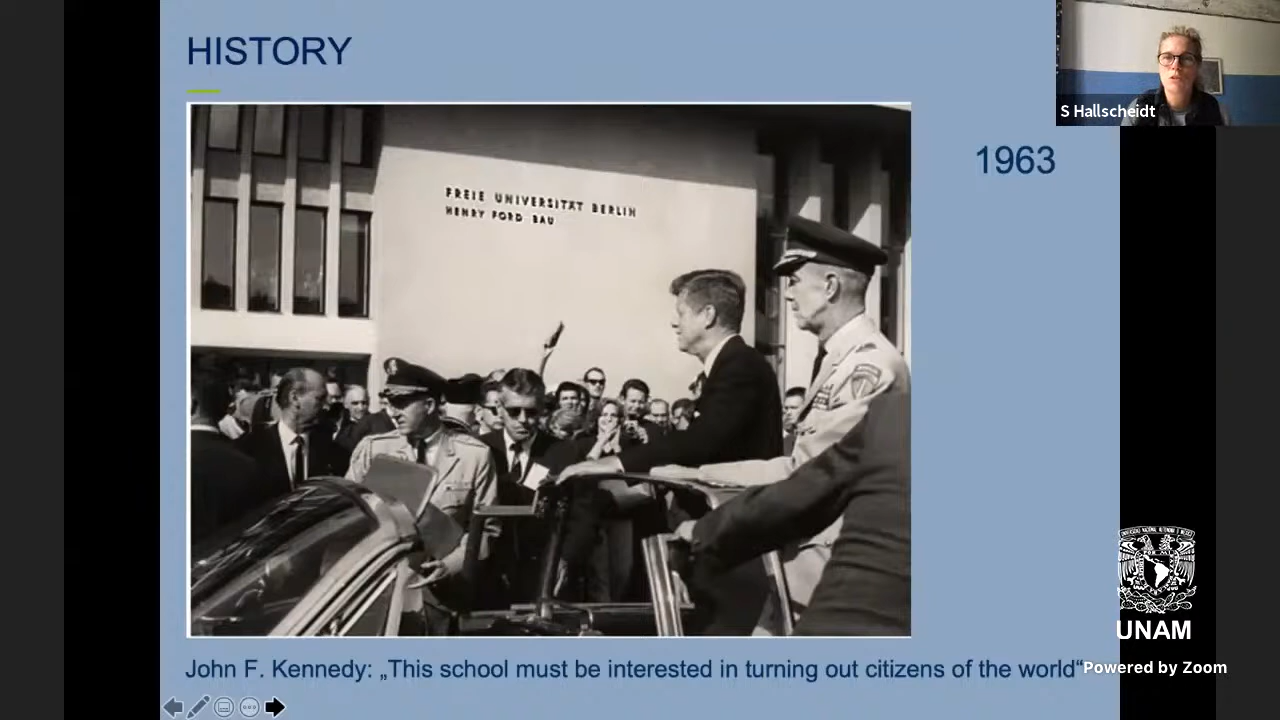 HISTORY
S Hallscheidt
1963
FREIE UNIVERSITÄT BERLIN
HENRY FORD BAU
UNAM
John F. Kennedy: „This school must be interested in turning out citizens of the world“
Powered by Zoom